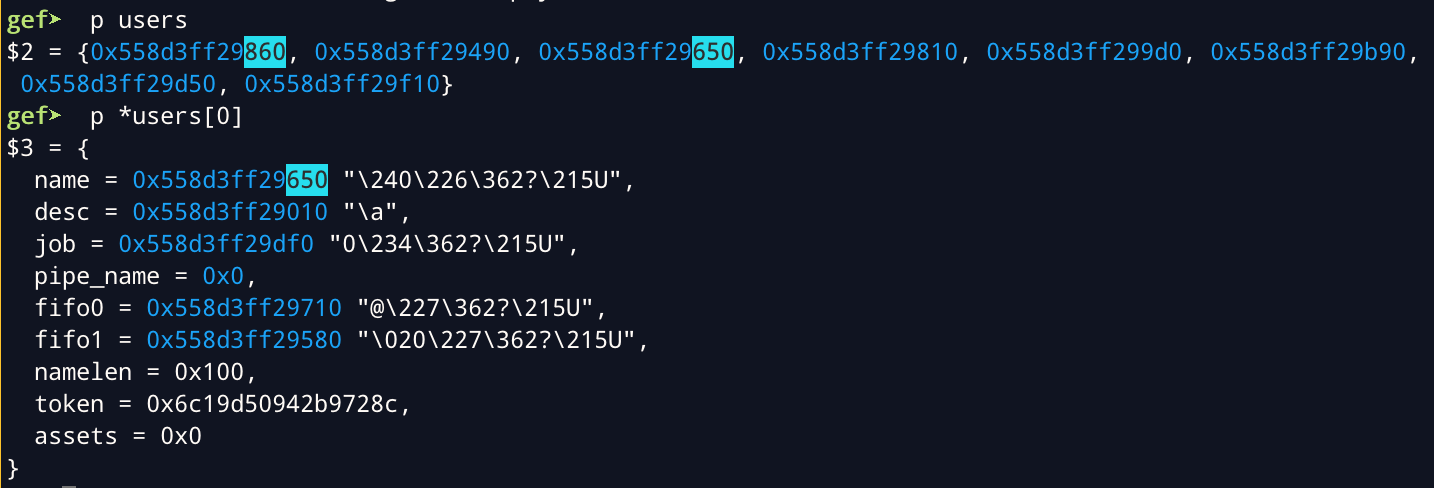 gef➤  p users
$2 = {0x558d3ff29860, 0x558d3ff29490, 0x558d3ff29650, 0x558d3ff29810, 0x558d3ff299d0, 0x558d3ff29b90,
 0x558d3ff29d50, 0x558d3ff29f10}
gef➤  p *users[0]
$3 = {
  name = 0x558d3ff29650 "\240\226\362?\215U",
  desc = 0x558d3ff29010 "\a",
  job = 0x558d3ff29df0 "0\234\362?\215U",
  pipe_name = 0x0,
  fifo0 = 0x558d3ff29710 "@\227\362?\215U",
  fifo1 = 0x558d3ff29580 "\020\227\362?\215U",
  namelen = 0x100,
  token = 0x6c19d50942b9728c,
  assets = 0x0
}